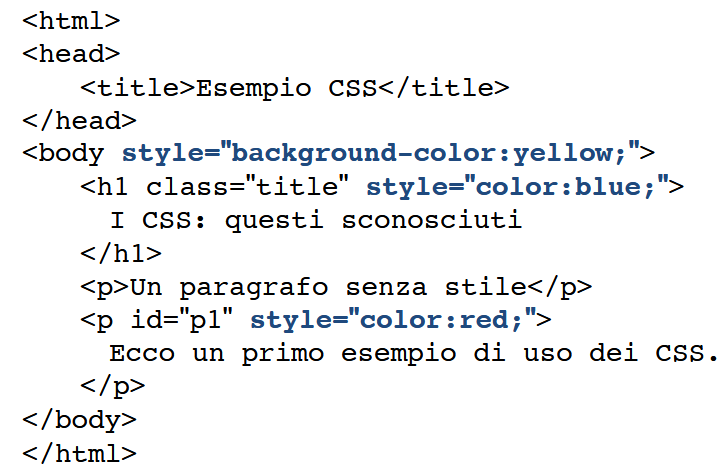 <html>
<head>
<title>Esempio CSS</title>
</head>
<body style="background-color:yellow;">
<h1 class="title" style="color:blue;">
I CSS: questi sconosciuti
</h1>
<p>Un paragrafo senza stile</p>
<p id="p1" style="color:red;">
Ecco un primo esempio di uso dei CSS.
</p>
</body>
</html>